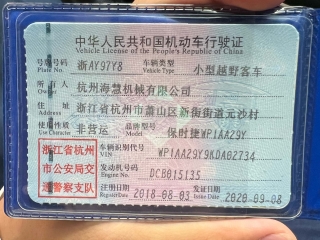 中华人民共和国机动车行驶证
Vehicle License of the People's Republic of China
号牌号码 浙AY97Y8 车辆类型 小型越野客车
Plate No. Vehicle Type
所有人 杭州海慧机械有限公司
Owner
住址 浙江省杭州市萧山区新街街道元沙村
Address
使用性质 非营运 品牌型号 保时捷WP1AA29Y
Use Character Model
浙江省杭州
市公安局交
通警察支队
车辆识别代号 WP1AA29Y9KDA02734
VIN
发动机号码 DCB015135
Engine No.
注册日期 2018-08-03 发证日期 2020-09-08
Register Date Issue Date